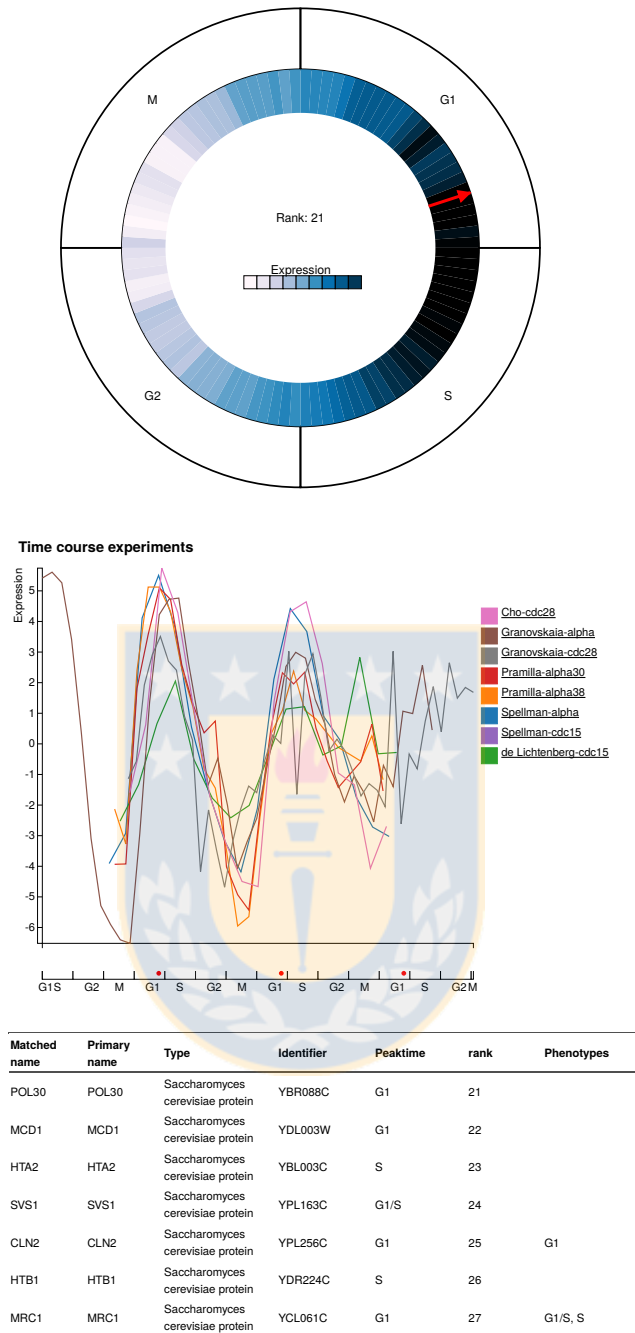 M
G1
Rank: 21
Expression
G2
S
Time course experiments
Expression
5
4
3
2
1
0
-1
-2
-3
-4
-5
-6
Cho-cdc28
Granovskaia-alpha
Granovskaia-cdc28
Pramilla-alpha30
Pramilla-alpha38
Spellman-alpha
Spellman-cdc15
de Lichtenberg-cdc15
G1S G2 M G1 S G2 M G1 S G2 M G1 S G2 M
Matched name Primary name Type Identifier Peaktime rank Phenotypes
POL30 POL30 Saccharomyces cerevisiae protein YBR088C G1 21
MCD1 MCD1 Saccharomyces cerevisiae protein YDL003W G1 22
HTA2 HTA2 Saccharomyces cerevisiae protein YBL003C S 23
SVS1 SVS1 Saccharomyces cerevisiae protein YPL163C G1/S 24
CLN2 CLN2 Saccharomyces cerevisiae protein YPL256C G1 25 G1
HTB1 HTB1 Saccharomyces cerevisiae protein YDR224C S 26
MRC1 MRC1 Saccharomyces cerevisiae protein YCL061C G1 27 G1/S, S